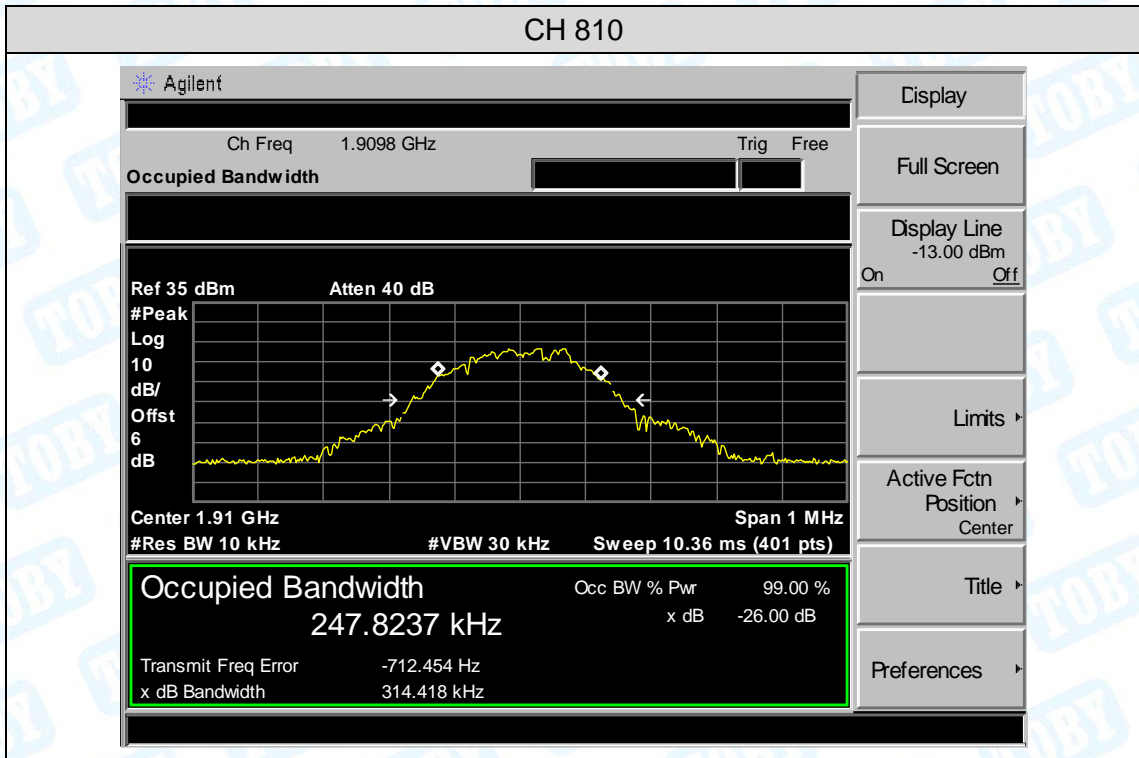 CH 810
Agilent
Display
Ch Freq 1.9098 GHz Trig Free
Occupied Bandwidth
Full Screen
Display Line
-13.00 dBm
On Off
Ref 35 dBm Atten 40 dB
#Peak
Log
10
dB/
Offst
6
dB
Limits
Active Fctn
Position
Center
Center 1.91 GHz Span 1 MHz
#Res BW 10 kHz #VBW 30 kHz Sweep 10.36 ms (401 pts)
Occupied Bandwidth
247.8237 kHz
Occ BW % Pwr 99.00 %
x dB -26.00 dB
Transmit Freq Error -712.454 Hz
x dB Bandwidth 314.418 kHz
Title
Preferences
TOBY